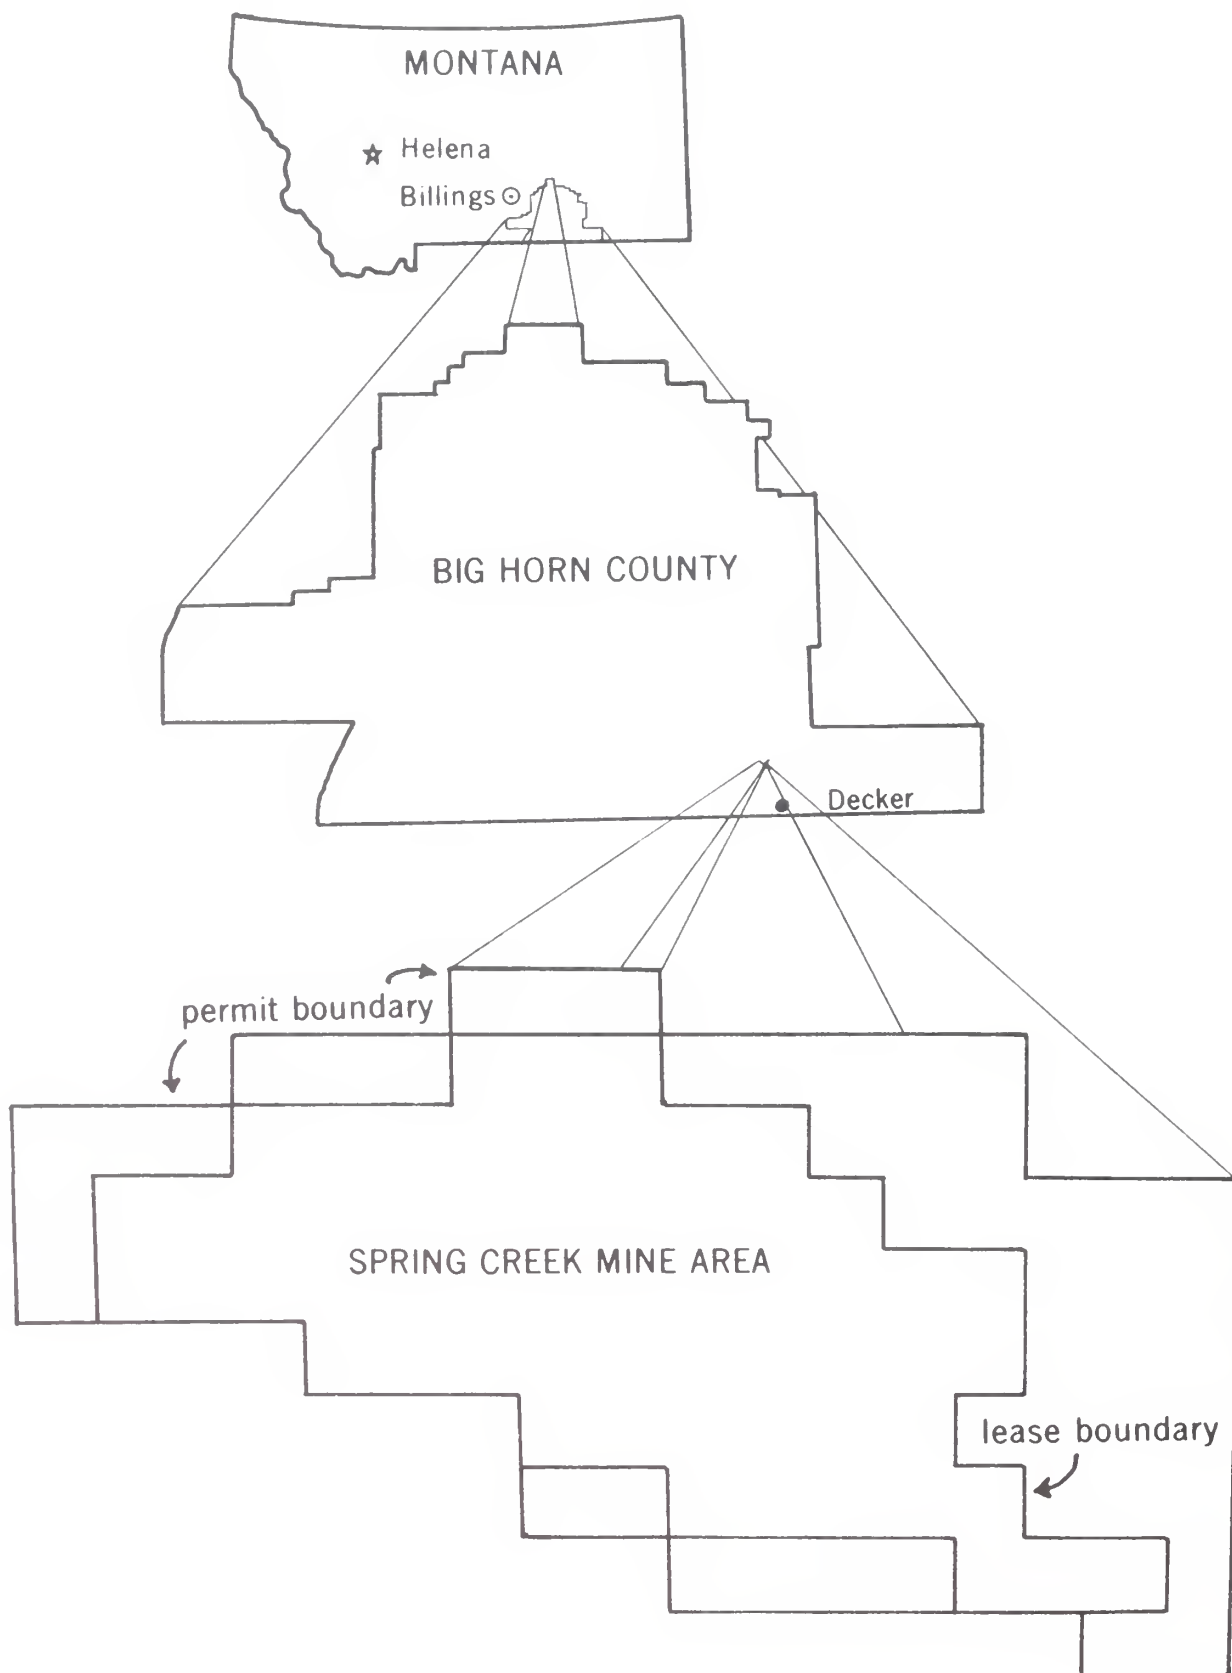 MONTANA
Helena
Billings
BIG HORN COUNTY
Decker
permit boundary
SPRING CREEK MINE AREA
lease boundary